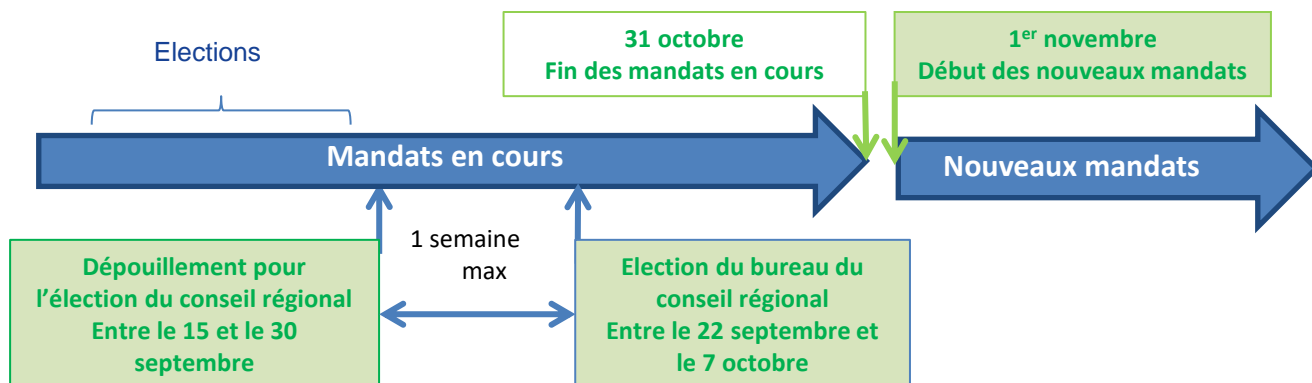 Elections
31 octobre
Fin des mandats en cours
1er novembre
Début des nouveaux mandats
Mandats en cours
Nouveaux mandats
1 semaine
max
Dépouillement pour
l'élection du conseil régional
Entre le 15 et le 30
septembre
Election du bureau du
conseil régional
Entre le 22 septembre et
le 7 octobre